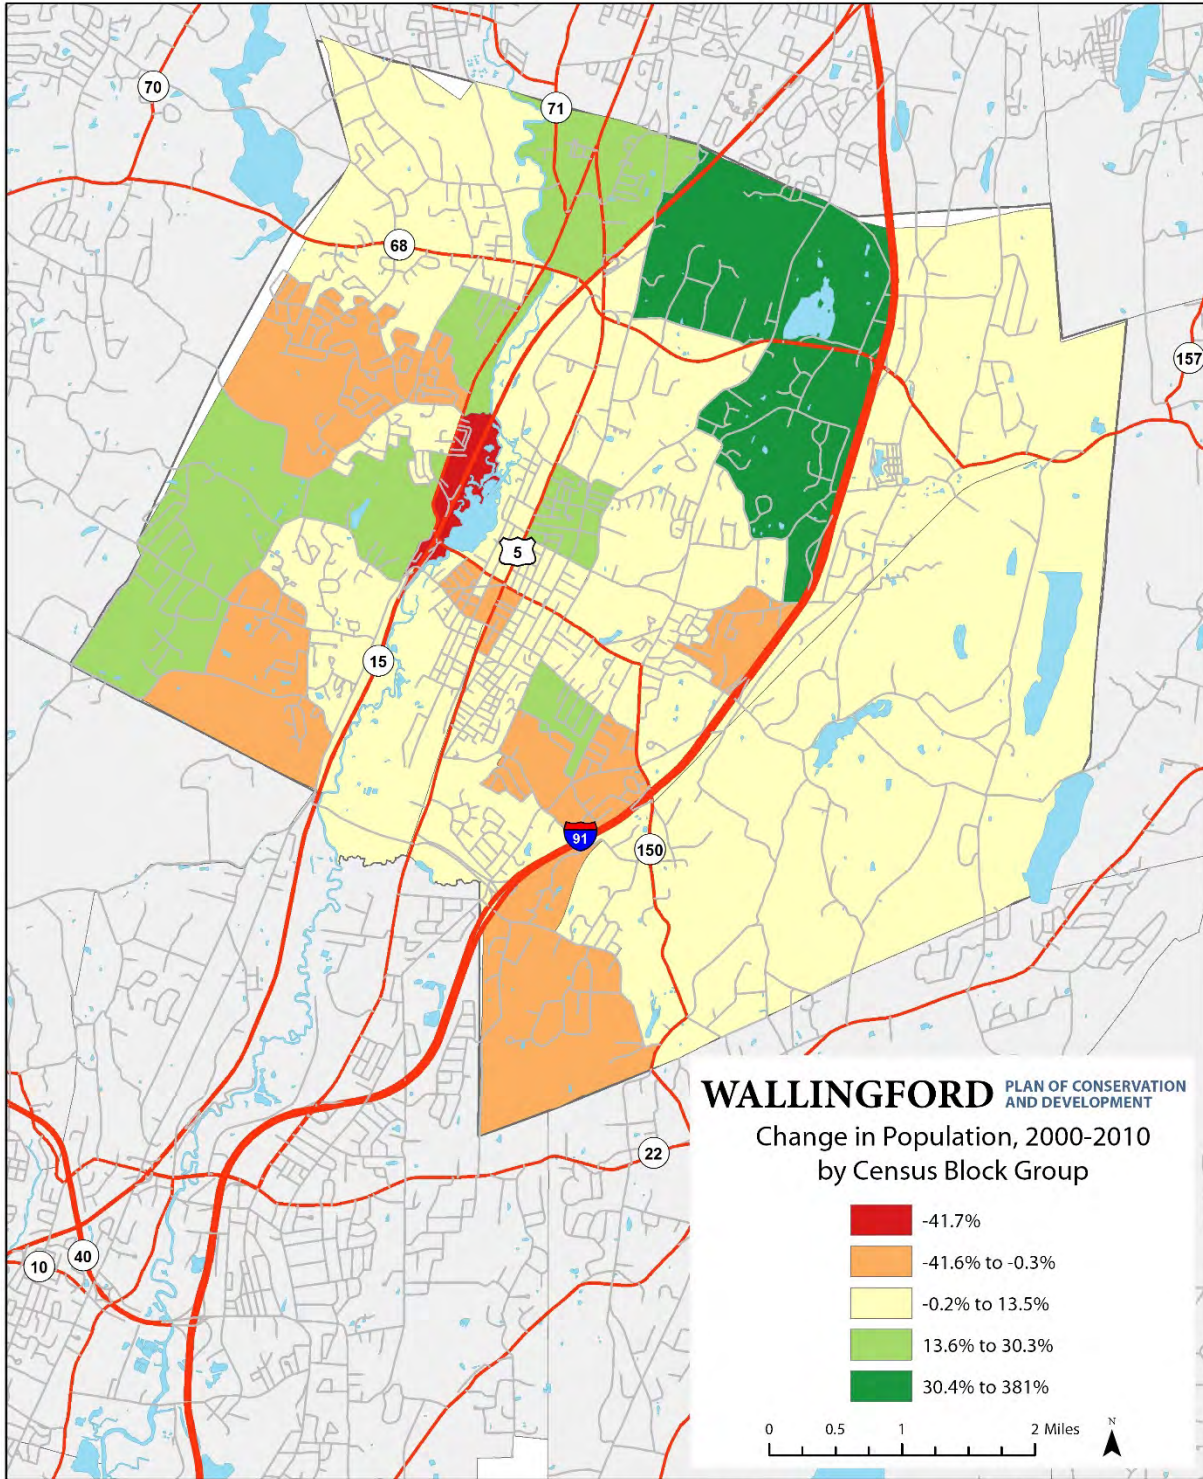 70
71
68
157
5
15
91
150
WALLINGFORD PLAN OF CONSERVATION
AND DEVELOPMENT
Change in Population, 2000-2010
by Census Block Group
22
-41.7%
40
-41.6% to -0.3%
10
-0.2% to 13.5%
13.6% to 30.3%
30.4% to 381%
0 0.5 1 2 Miles
N